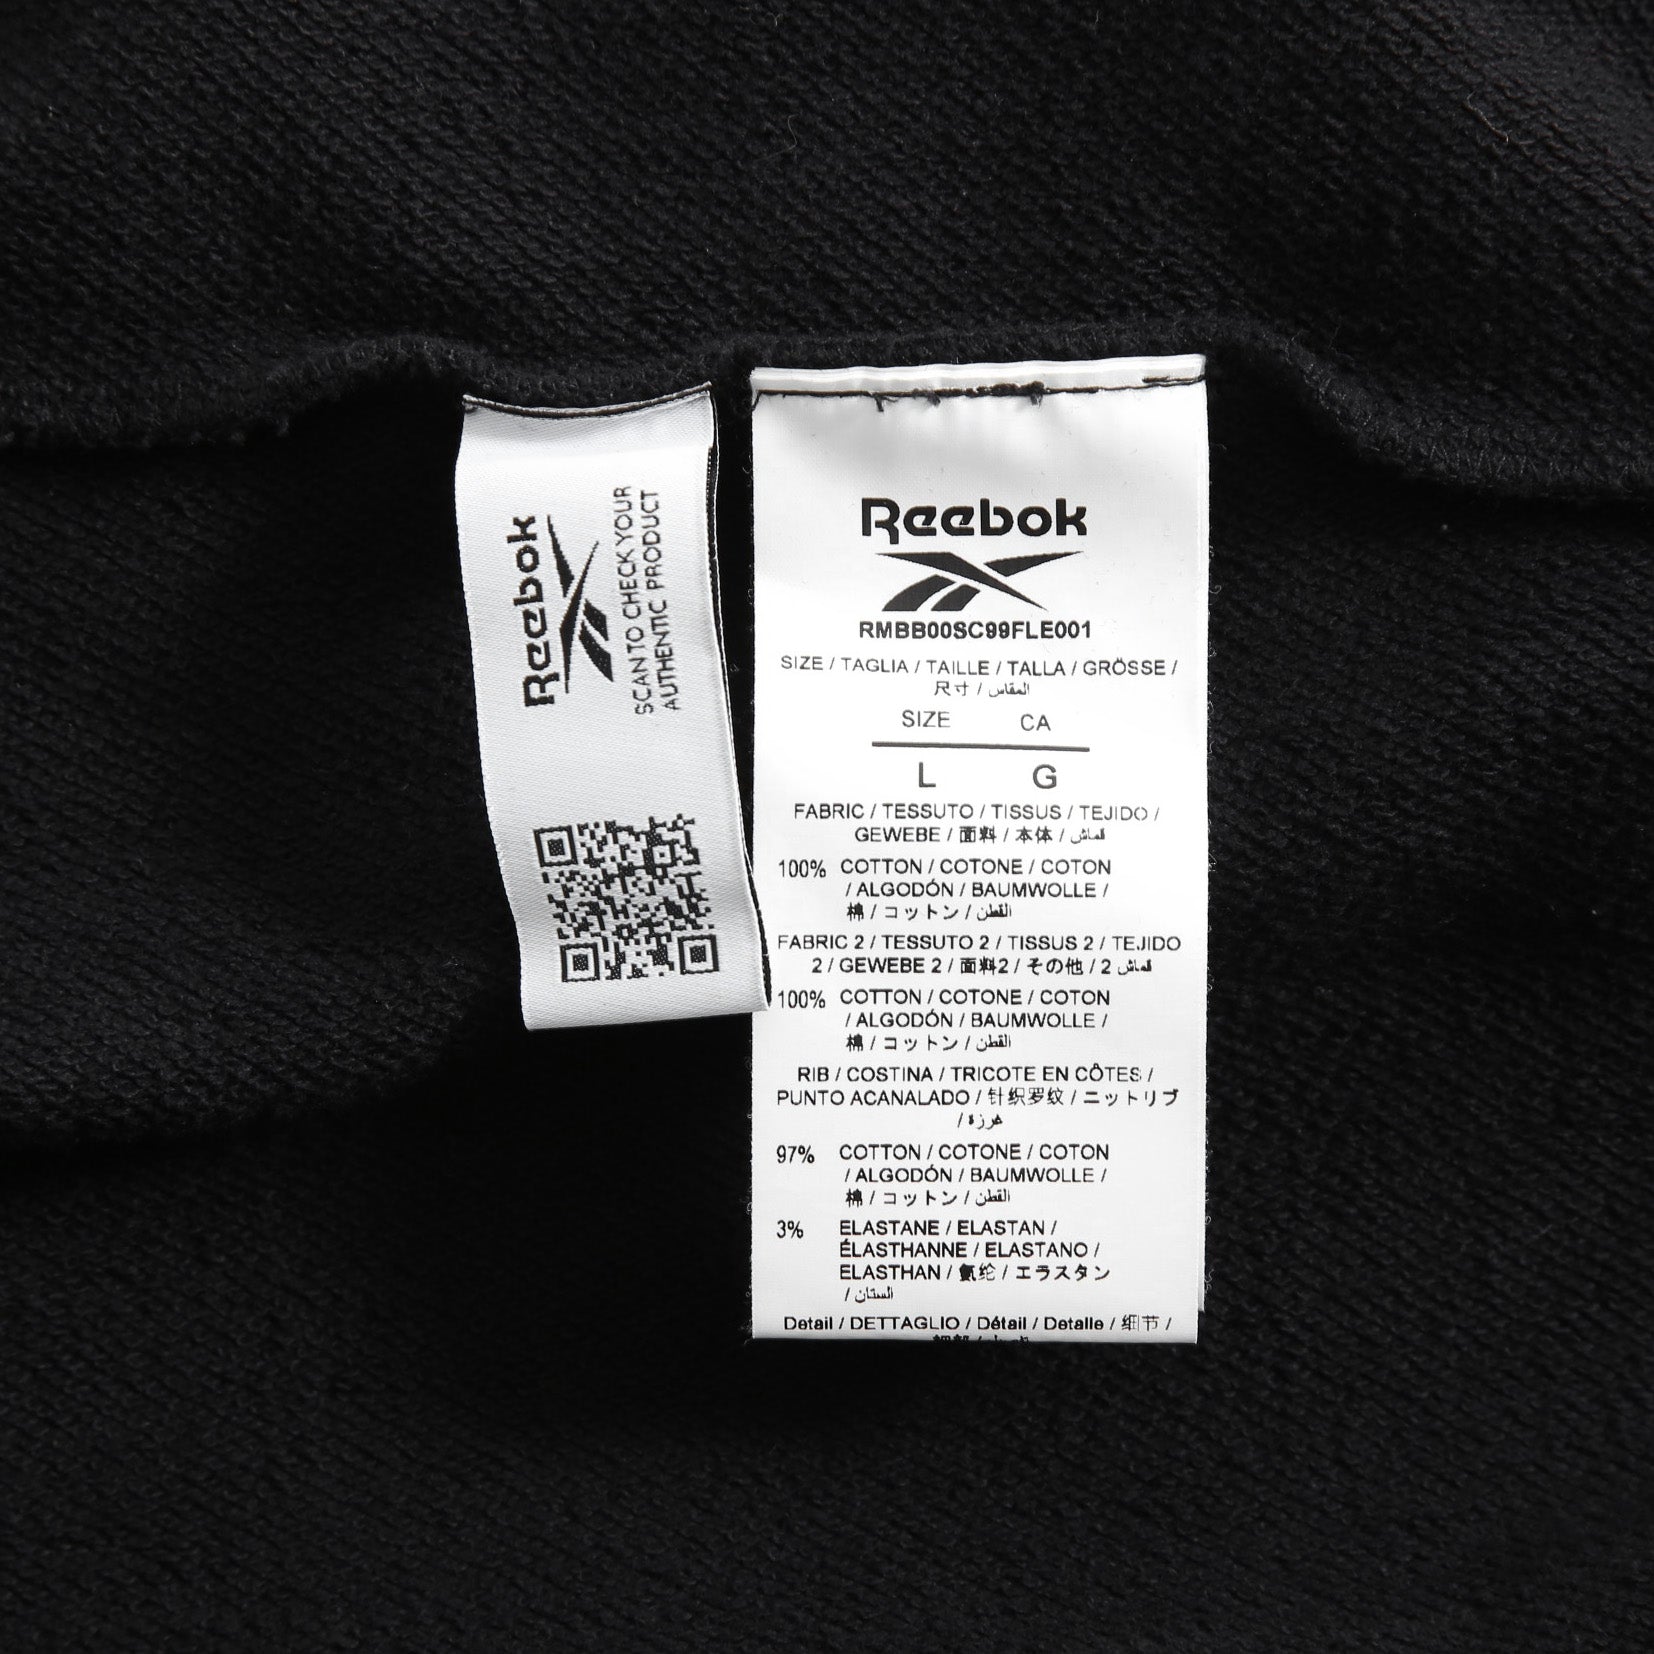 Reebok
SCAN TO CHECK YOUR
AUTHENTIC PRODUCT
Reebok
RMBB00SC99FLE001
SIZE / TAGLIA / TAILLE / TALLA / GRÖSSE /
尺寸 / المقاس
SIZE CA
L G
FABRIC / TESSUTO / TISSUS / TEJIDO /
GEWEBE / 面料 / 本体 / قماش
100% COTTON / COTONE / COTON
/ ALGODÓN / BAUMWOLLE /
棉 / コットン / القطن
FABRIC 2 / TESSUTO 2 / TISSUS 2 / TEJIDO
2 / GEWEBE 2 / 面料2 / その他 / 2 قماش
100% COTTON / COTONE / COTON
/ ALGODÓN / BAUMWOLLE /
棉 / コットン / القطن
RIB / COSTINA / TRICOTE EN CÔTES /
PUNTO ACANALADO / 针织罗纹 / ニットリブ
/ غرزة
97% COTTON / COTONE / COTON
/ ALGODÓN / BAUMWOLLE /
棉 / コットン / القطن
3% ELASTANE / ELASTAN /
ÉLASTHANNE / ELASTANO /
ELASTHAN / 氨纶 / エラスタン
/ الستان
Detail / DETTAGLIO / Détail / Detalle / 细节 /